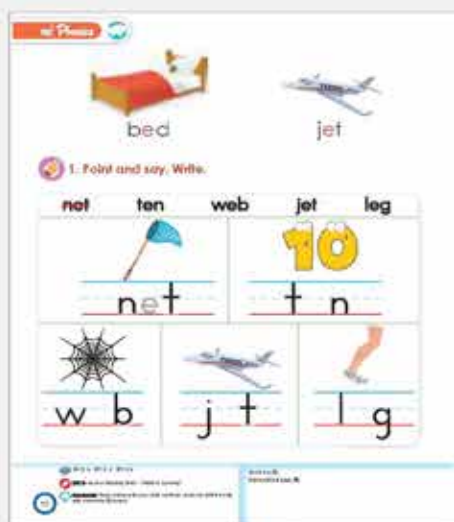 Phonics
bed jet
1. Point and say. Write.
net ten web jet leg
net t n
w b j t l g